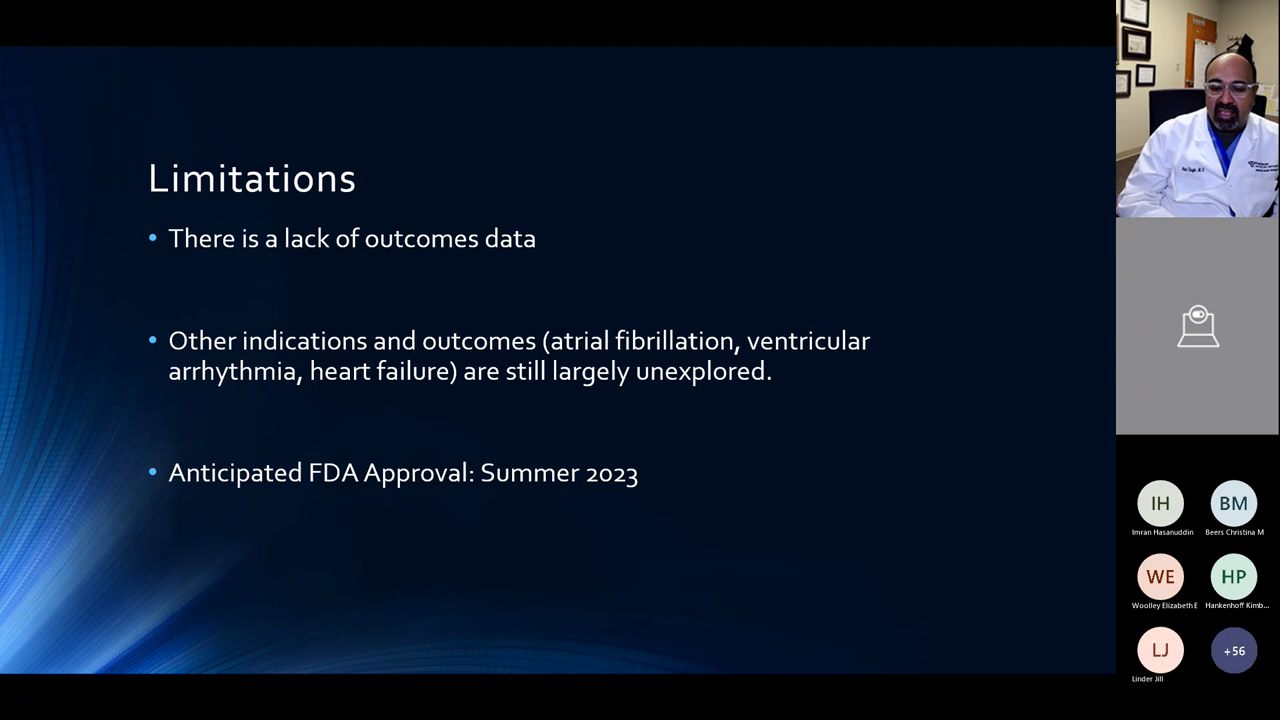 Limitations
• There is a lack of outcomes data
• Other indications and outcomes (atrial fibrillation, ventricular
arrhythmia, heart failure) are still largely unexplored.
• Anticipated FDA Approval: Summer 2023
IH
Imran Hasanuddin
BM
Beers Christina M
WE
Woolley Elizabeth E
HP
Hankenhoff Kimb...
LJ
Linder Jill
+56